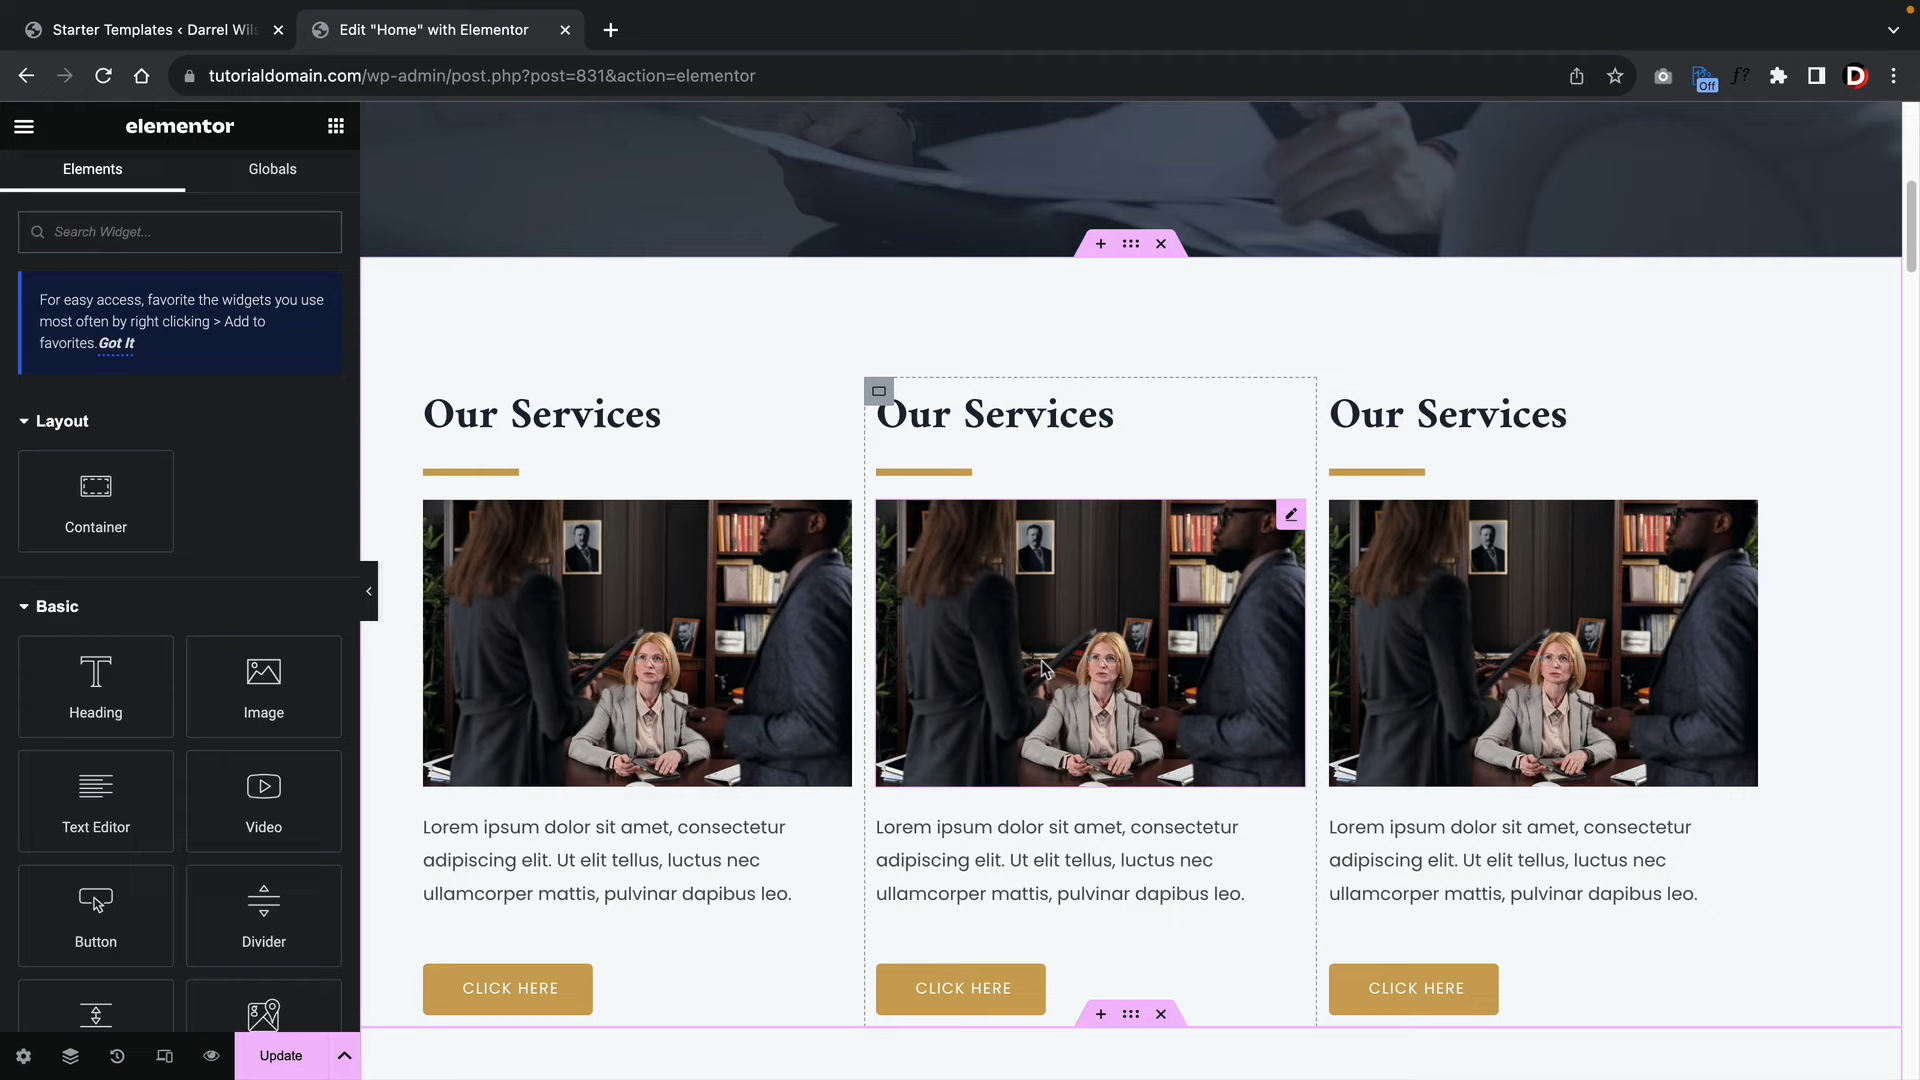 Starter Templates ‹ Darrel Wils
Edit "Home" with Elementor
tutorialdomain.com/wp-admin/post.php?post=831&action=elementor
Off
f?
D
elementor
Elements
Globals
Search Widget...
For easy access, favorite the widgets you use
most often by right clicking > Add to
favorites. Got It
Layout
Container
Basic
Heading
Image
Text Editor
Video
Button
Divider
Update
Our Services
Our Services
Our Services
Lorem ipsum dolor sit amet, consectetur
adipiscing elit. Ut elit tellus, luctus nec
ullamcorper mattis, pulvinar dapibus leo.
Lorem ipsum dolor sit amet, consectetur
adipiscing elit. Ut elit tellus, luctus nec
ullamcorper mattis, pulvinar dapibus leo.
Lorem ipsum dolor sit amet, consectetur
adipiscing elit. Ut elit tellus, luctus nec
ullamcorper mattis, pulvinar dapibus leo.
CLICK HERE
CLICK HERE
CLICK HERE